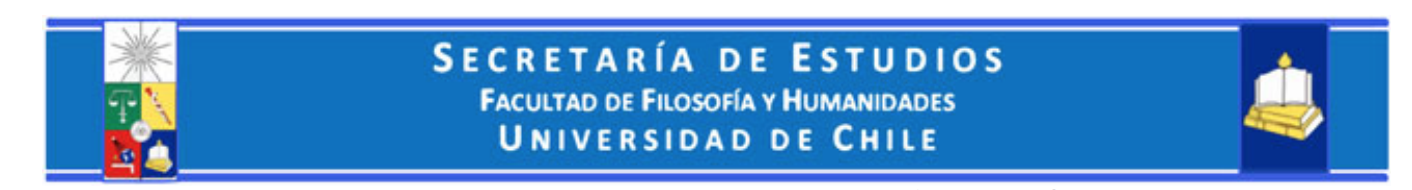 SECRETARÍA DE ESTUDIOS
FACULTAD DE FILOSOFÍA Y HUMANIDADES
UNIVERSIDAD DE CHILE